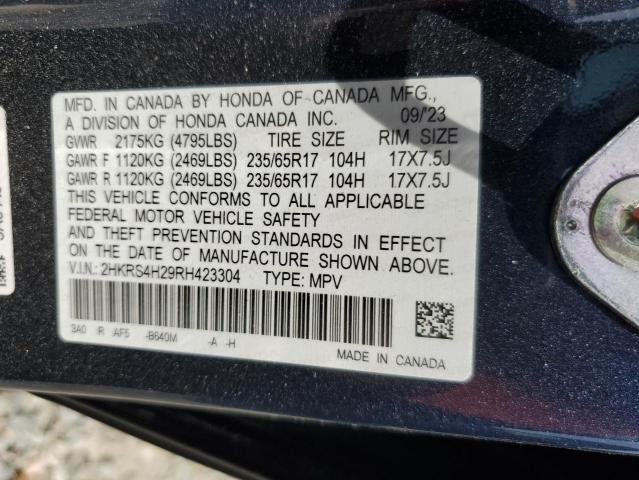 MFD. IN CANADA BY HONDA OF CANADA MFG.,
A DIVISION OF HONDA CANADA INC. 09/'23
GVWR 2175KG (4795LBS) TIRE SIZE RIM SIZE
GAWR F 1120KG (2469LBS) 235/65R17 104H 17X7.5J
GAWR R 1120KG (2469LBS) 235/65R17 104H 17X7.5J
THIS VEHICLE CONFORMS TO ALL APPLICABLE
FEDERAL MOTOR VEHICLE SAFETY
AND THEFT PREVENTION STANDARDS IN EFFECT
ON THE DATE OF MANUFACTURE SHOWN ABOVE.
V.I.N.: 2HKRS4H29RH423304 TYPE: MPV
3A0 R AF5 -B640M -A -H
MADE IN CANADA